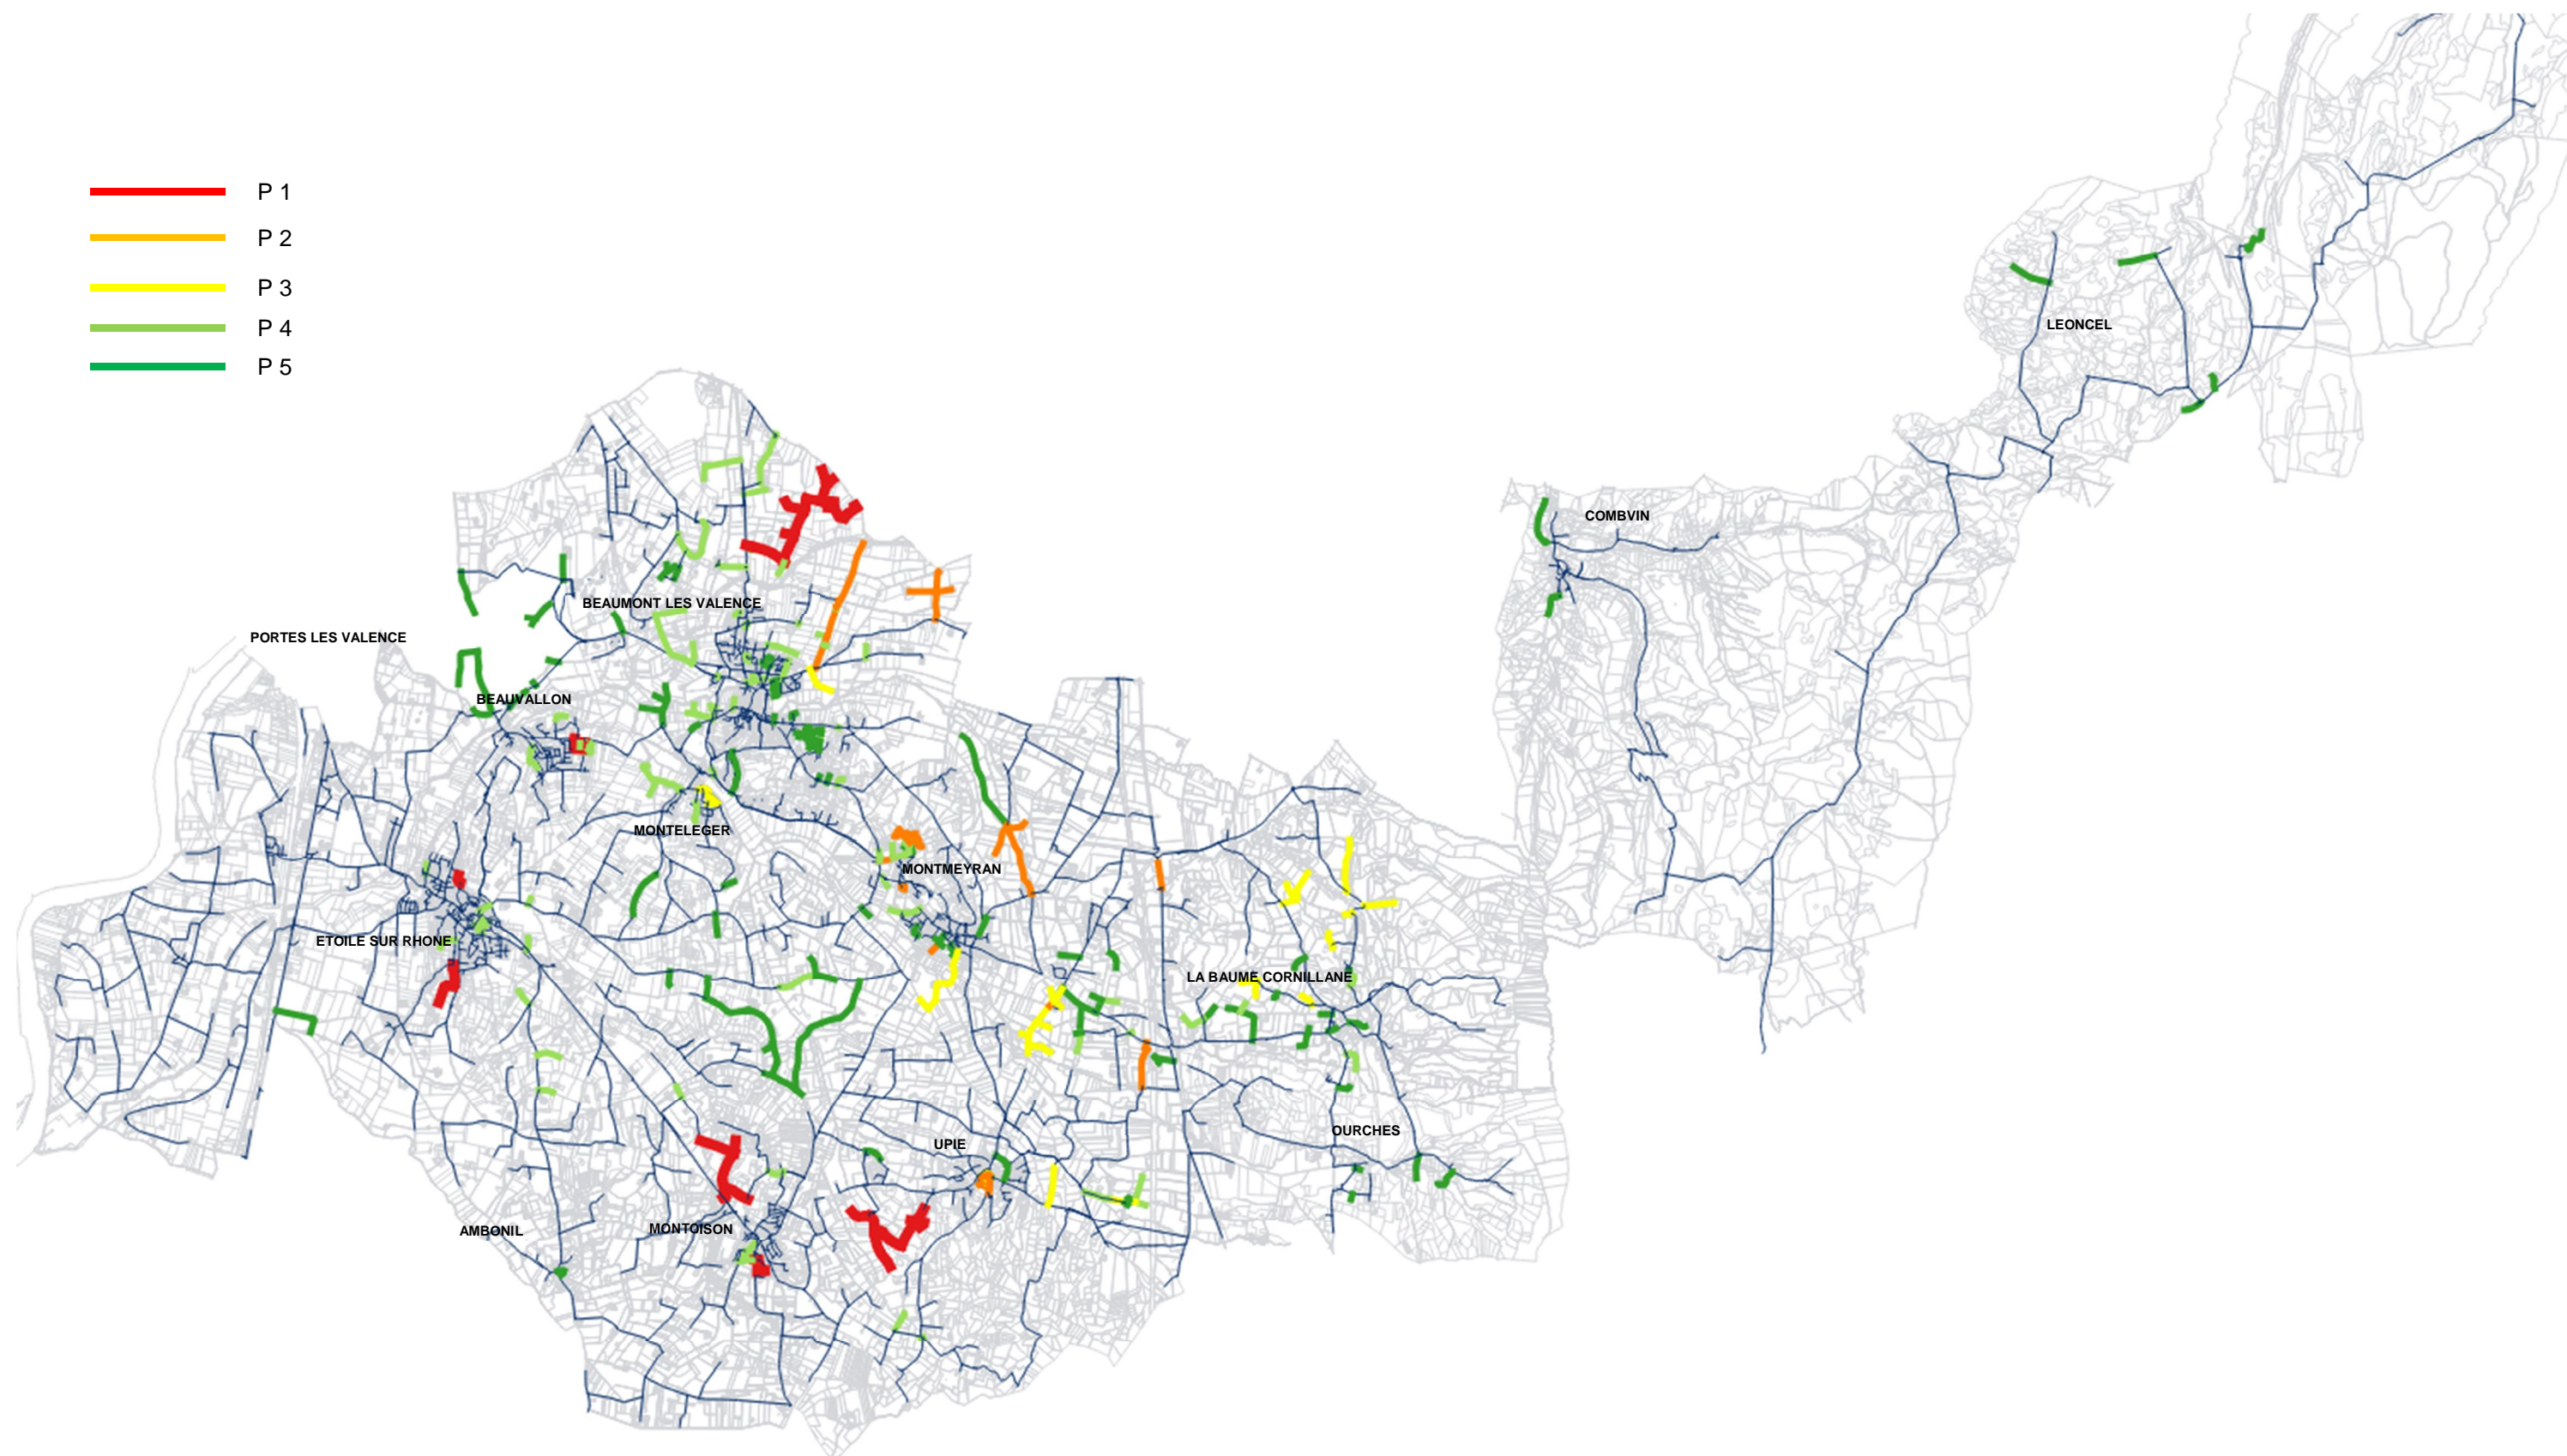 P 1
P 2
P 3
P 4
P 5
LEONCEL
COMBVIN
BEAUMONT LES VALENCE
PORTES LES VALENCE
BEAUVALLON
MONTELEGER
MONTMEYRAN
ETOILE SUR RHONE
LA BAUME CORNILLANE
OURCHES
UPIE
AMBONIL
MONTOISON